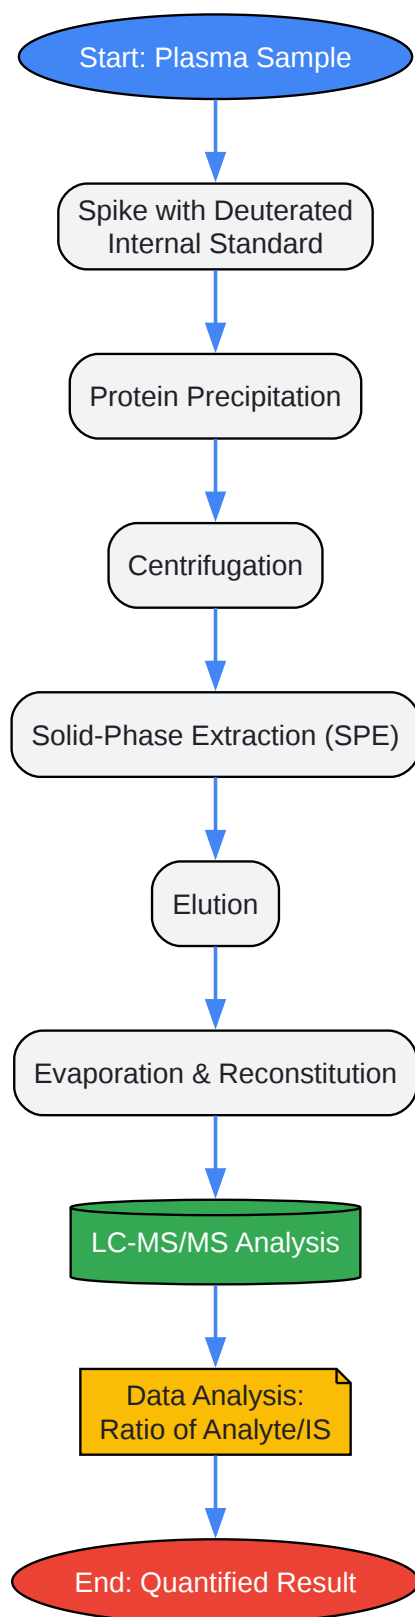 Start: Plasma Sample
Spike with Deuterated
Internal Standard
Protein Precipitation
Centrifugation
Solid-Phase Extraction (SPE)
Elution
Evaporation & Reconstitution
LC-MS/MS Analysis
Data Analysis:
Ratio of Analyte/IS
End: Quantified Result